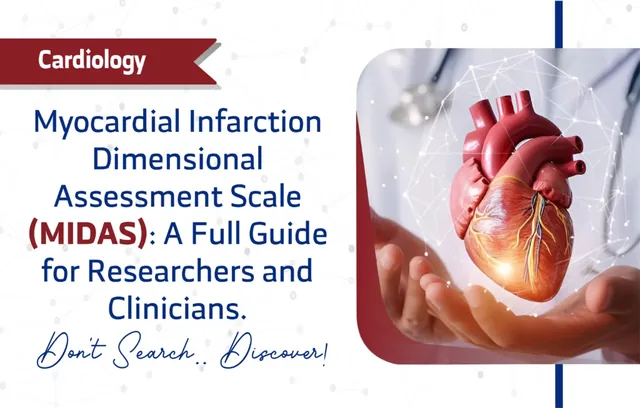 Cardiology
Myocardial Infarction
Dimensional
Assessment Scale
(MIDAS): A Full Guide
for Researchers and
Clinicians.
Don't Search.. Discover!